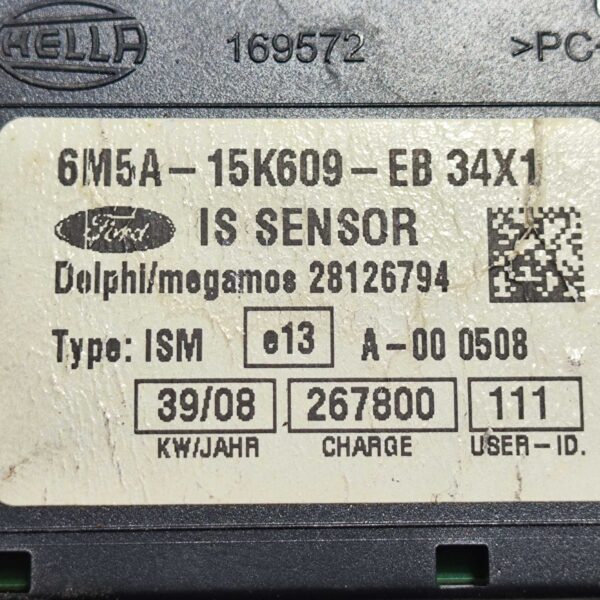 HELLA 169572 >PC-
6M5A-15K609-EB 34X1
Ford IS SENSOR
Dolphi/megamos 28126794
Type: ISM e13 A-00 0508
39/08 267800 111
KW/JAHR CHARGE USER-ID.